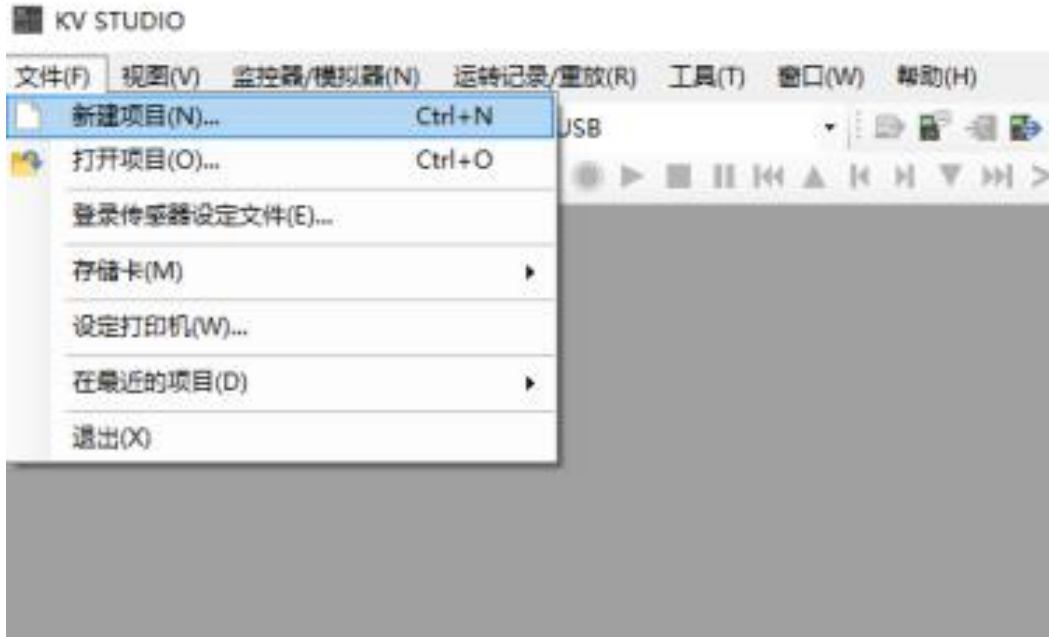 KV STUDIO
文件(F) 视图(V) 监控器/模拟器(N) 运转记录/重放(R) 工具(T) 窗口(W) 帮助(H)
新建项目(N)... Ctrl+N
USB
打开项目(O)... Ctrl+O
登录传感器设定文件(E)...
存储卡(M)
设定打印机(W)...
在最近的项目(D)
退出(X)